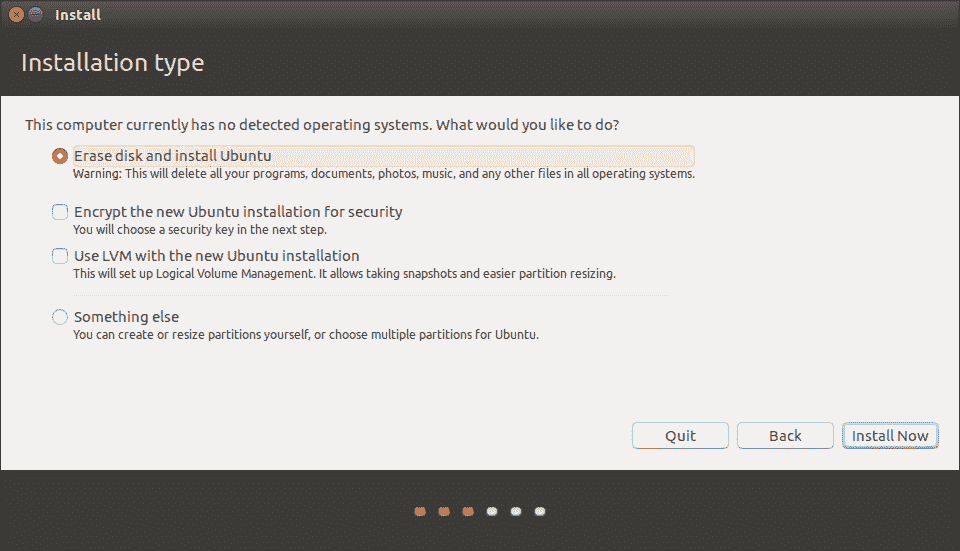 Install
Installation type
This computer currently has no detected operating systems. What would you like to do?
Erase disk and install Ubuntu
Warning: This will delete all your programs, documents, photos, music, and any other files in all operating systems.
Encrypt the new Ubuntu installation for security
You will choose a security key in the next step.
Use LVM with the new Ubuntu installation
This will set up Logical Volume Management. It allows taking snapshots and easier partition resizing.
Something else
You can create or resize partitions yourself, or choose multiple partitions for Ubuntu.
Quit
Back
Install Now